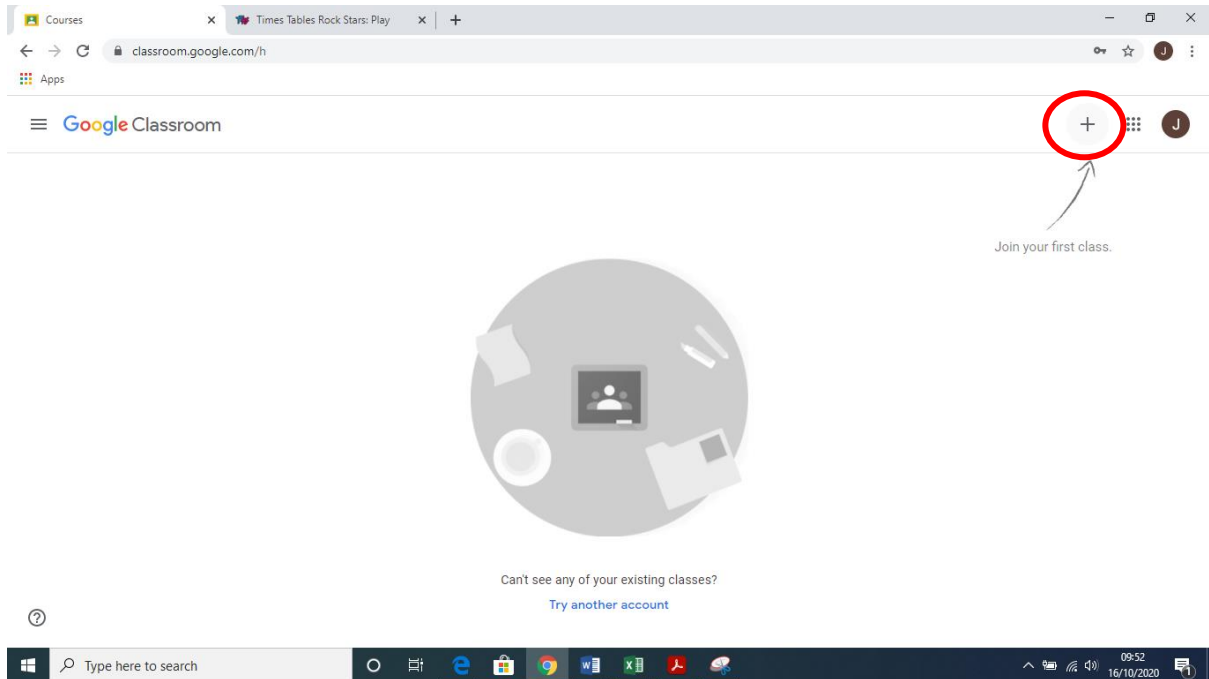 Courses
Times Tables Rock Stars: Play
classroom.google.com/h
J
Apps
Google Classroom
J
Join your first class.
Can't see any of your existing classes?
Try another account
Type here to search
09:52
16/10/2020
1